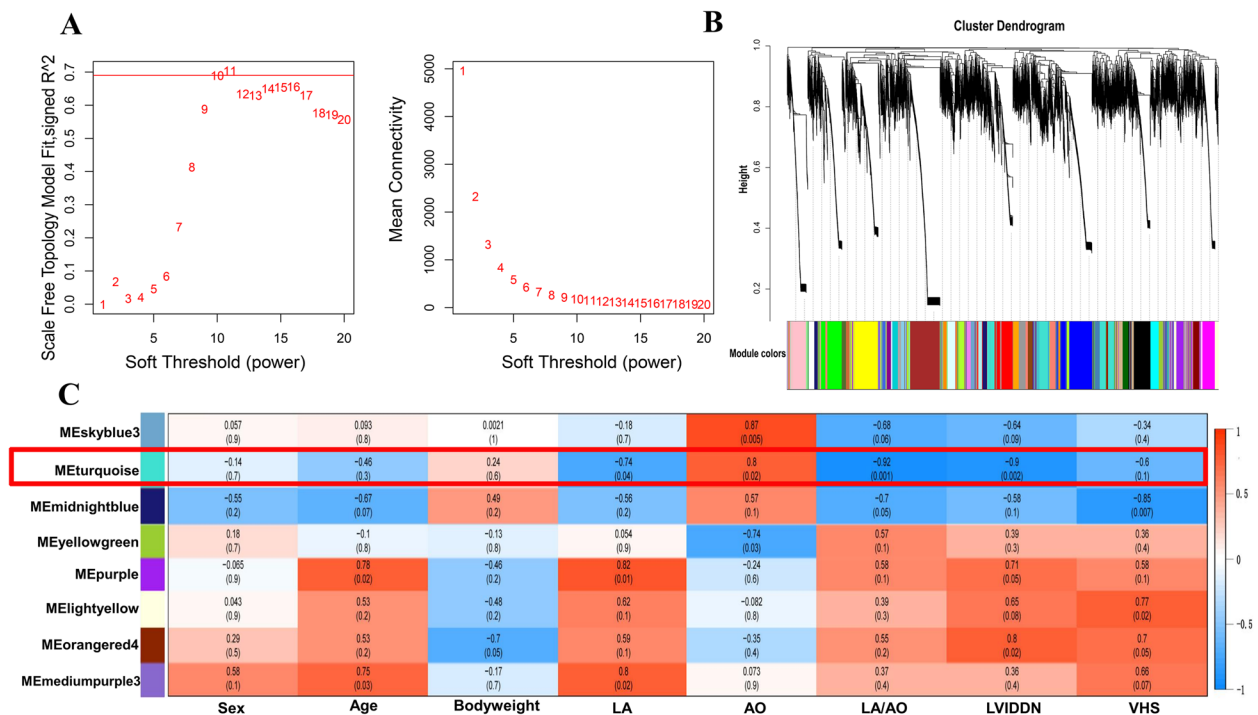 A
Scale Free Topology Model Fit,signed R^2
0.7
0.6
0.5
0.4
0.3
0.2
0.1
0.0
1
2
3
4
5
6
7
8
9
10
11
12
13
14
15
16
17
18
19
20
5 10 15 20
Soft Threshold (power)
Mean Connectivity
5000
4000
3000
2000
1000
0
1
2
3
4
5
6
7
8
9
10
11
12
13
14
15
16
17
18
19
20
5 10 15 20
Soft Threshold (power)
B
Cluster Dendrogram
Height
1.0
0.8
0.6
0.4
0.2
Module colors
C
MEskyblue3
0.057 0.093 0.0021 −0.18 0.87 −0.68 −0.64 −0.34
(0.9) (0.8) (1) (0.7) (0.005) (0.06) (0.09) (0.4)
MEturquoise
−0.14 −0.46 0.24 −0.74 0.8 −0.92 −0.9 −0.6
(0.7) (0.3) (0.6) (0.04) (0.02) (0.001) (0.002) (0.1)
MEmidnightblue
−0.55 −0.67 0.49 −0.56 0.57 −0.7 −0.58 −0.85
(0.2) (0.07) (0.2) (0.2) (0.1) (0.05) (0.1) (0.007)
MEyellowgreen
0.18 −0.1 −0.13 0.054 −0.74 0.57 0.39 0.36
(0.7) (0.8) (0.8) (0.9) (0.03) (0.1) (0.3) (0.4)
MEpurple
−0.065 0.78 −0.46 0.82 −0.24 0.58 0.71 0.58
(0.9) (0.02) (0.2) (0.01) (0.6) (0.1) (0.05) (0.1)
MElightyellow
0.043 0.53 −0.48 0.62 −0.082 0.39 0.65 0.77
(0.9) (0.2) (0.2) (0.1) (0.8) (0.3) (0.08) (0.02)
MEorangered4
0.29 0.53 −0.7 0.59 −0.35 0.55 0.8 0.7
(0.5) (0.2) (0.05) (0.1) (0.4) (0.2) (0.02) (0.05)
MEmediumpurple3
0.58 0.75 −0.17 0.8 0.073 0.37 0.36 0.66
(0.1) (0.03) (0.7) (0.02) (0.9) (0.4) (0.4) (0.07)
Sex Age Bodyweight LA AO LA/AO LVIDDN VHS
1
0.5
0
−0.5
−1